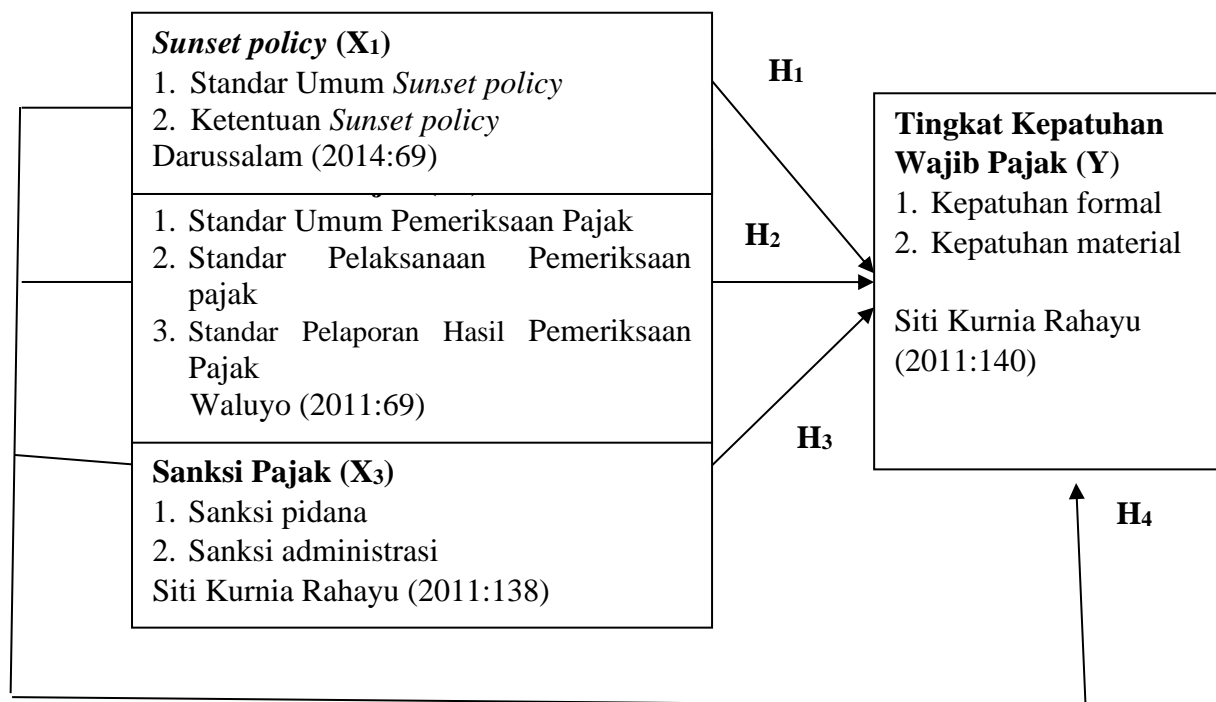 Sunset policy (X1)
1. Standar Umum Sunset policy
2. Ketentuan Sunset policy
Darussalam (2014:69)
1. Standar Umum Pemeriksaan Pajak
2. Standar Pelaksanaan Pemeriksaan
pajak
3. Standar Pelaporan Hasil Pemeriksaan
Pajak
Waluyo (2011:69)
Sanksi Pajak (X3)
1. Sanksi pidana
2. Sanksi administrasi
Siti Kurnia Rahayu (2011:138)
H1
H2
H3
Tingkat Kepatuhan
Wajib Pajak (Y)
1. Kepatuhan formal
2. Kepatuhan material
Siti Kurnia Rahayu
(2011:140)
H4